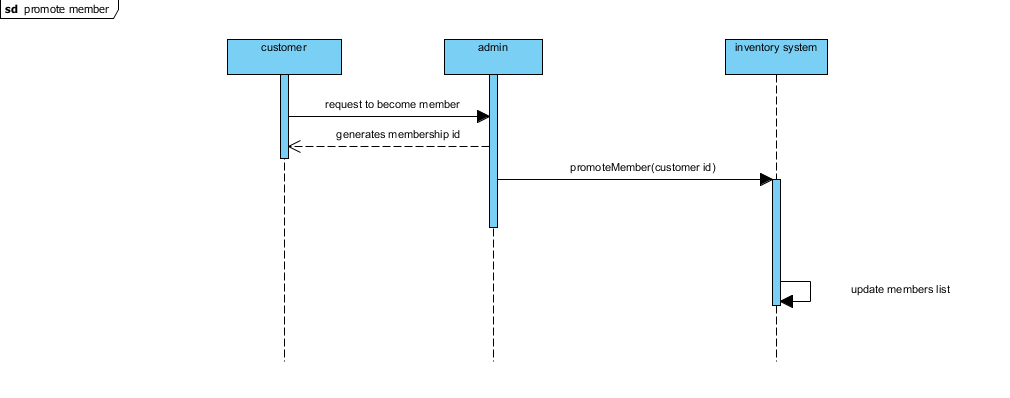 sd promote member
customer
admin
inventory system
request to become member
generates membership id
promoteMember(customer id)
update members list